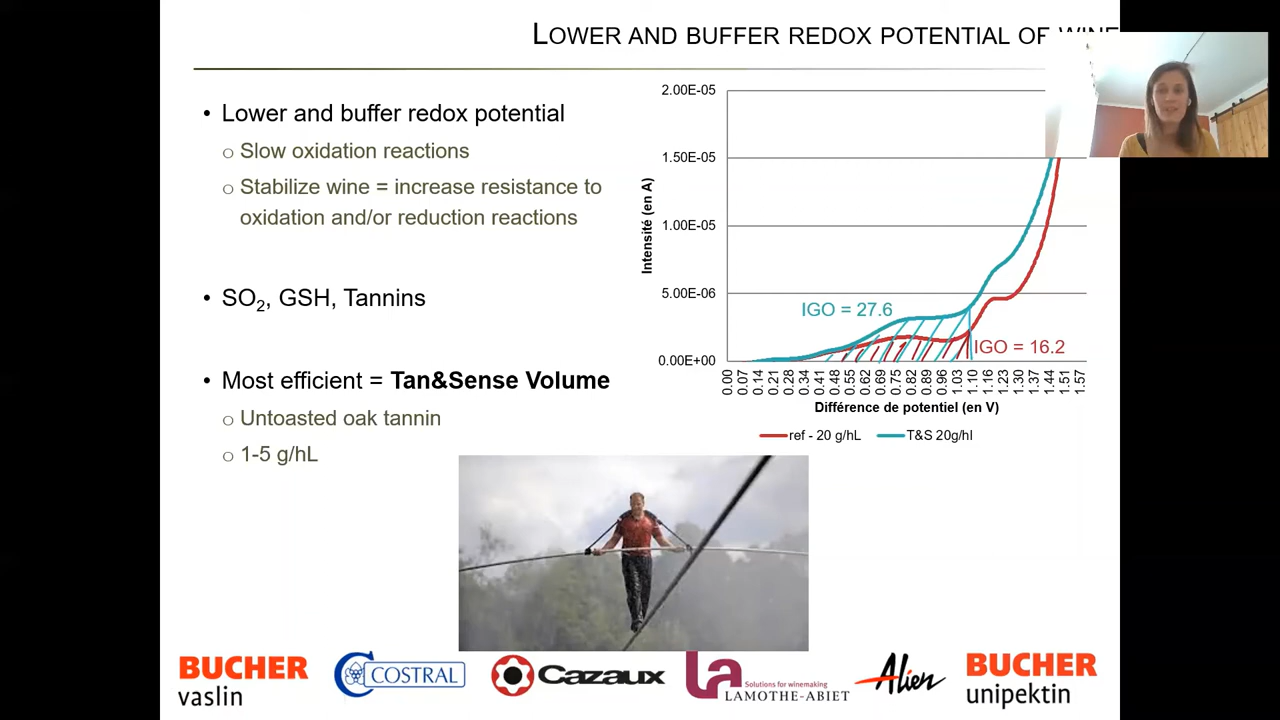 LOWER AND BUFFER REDOX POTENTIAL OF WINE
• Lower and buffer redox potential
○ Slow oxidation reactions
○ Stabilize wine = increase resistance to
oxidation and/or reduction reactions
• SO₂, GSH, Tannins
• Most efficient = Tan&Sense Volume
○ Untoasted oak tannin
○ 1-5 g/hL
Intensité (en A)
2.00E-05
1.50E-05
1.00E-05
5.00E-06
0.00E+00
IGO = 27.6
IGO = 16.2
0.00 0.07 0.14 0.21 0.28 0.34 0.41 0.48 0.55 0.62 0.69 0.75 0.82 0.89 0.96 1.03 1.10 1.16 1.23 1.30 1.37 1.44 1.51 1.57
Différence de potentiel (en V)
ref - 20 g/hL T&S 20g/hl
BUCHER
vaslin
COSTRAL
Cazaux
La
Solutions for winemaking
LAMOTHE-ABIET
Alien
BUCHER
unipektin